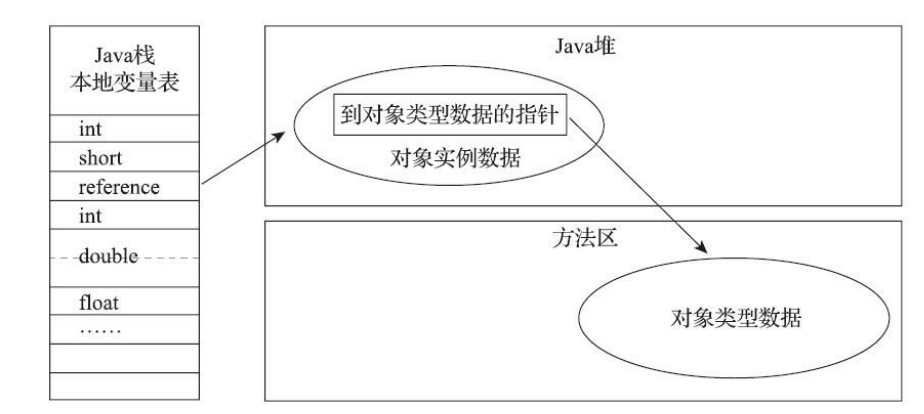 Java栈
本地变量表
int
short
reference
int
double
float
……
Java堆
到对象类型数据的指针
对象实例数据
方法区
对象类型数据